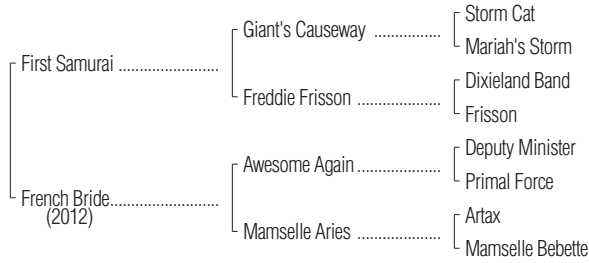 Storm Cat
Giant's Causeway ...................
Mariah's Storm
First Samurai .......................
Dixieland Band
Freddie Frisson .....................
Frisson
Deputy Minister
Awesome Again .....................
Primal Force
French Bride.........................
(2012)
Artax
Mamselle Aries .....................
Mamselle Bebette